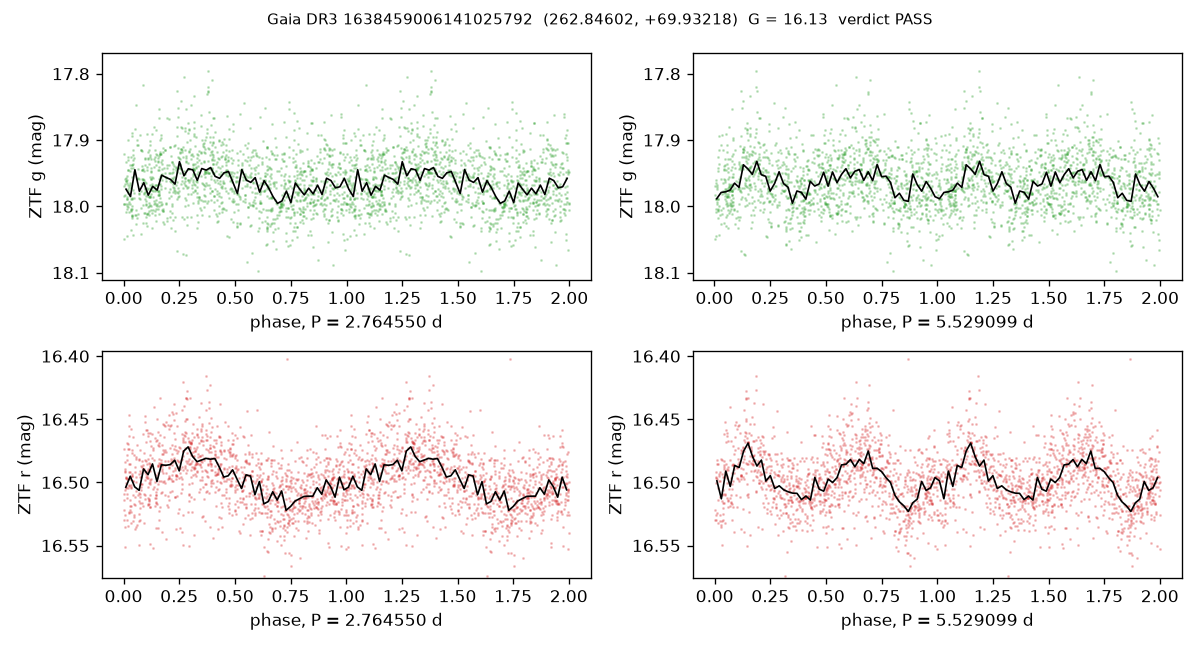 Gaia DR3 1638459006141025792 (262.84602, +69.93218) G = 16.13 verdict PASS
ZTF g (mag)
17.8
17.9
18.0
18.1
0.00 0.25 0.50 0.75 1.00 1.25 1.50 1.75 2.00
phase, P = 2.764550 d
ZTF g (mag)
17.8
17.9
18.0
18.1
0.00 0.25 0.50 0.75 1.00 1.25 1.50 1.75 2.00
phase, P = 5.529099 d
ZTF r (mag)
16.40
16.45
16.50
16.55
0.00 0.25 0.50 0.75 1.00 1.25 1.50 1.75 2.00
phase, P = 2.764550 d
ZTF r (mag)
16.40
16.45
16.50
16.55
0.00 0.25 0.50 0.75 1.00 1.25 1.50 1.75 2.00
phase, P = 5.529099 d